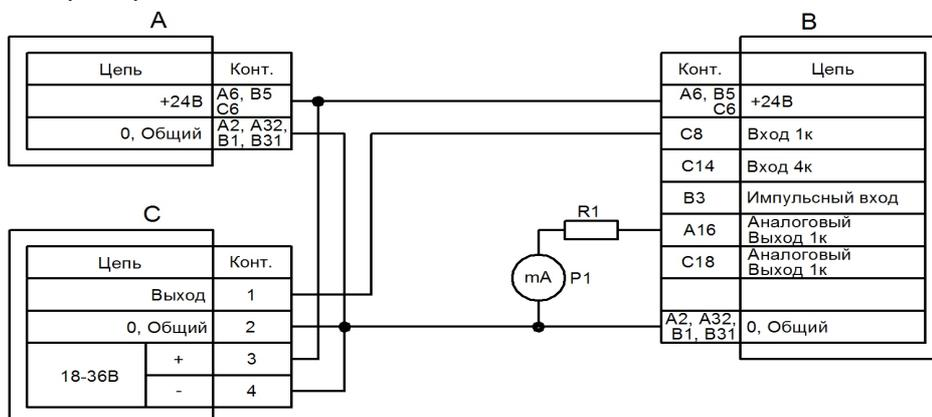 A
Цепь Конт.
+24В A6, B5
C6
0, Общий A2, A32,
B1, B31
C
Цепь Конт.
Выход 1
0, Общий 2
18-36В + 3
- 4
R1
mA P1
B
Конт. Цепь
A6, B5
C6 +24В
C8 Вход 1к
C14 Вход 4к
B3 Импульсный вход
A16 Аналоговый
Выход 1к
C18 Аналоговый
Выход 1к
A2, A32,
B1, B31 0, Общий